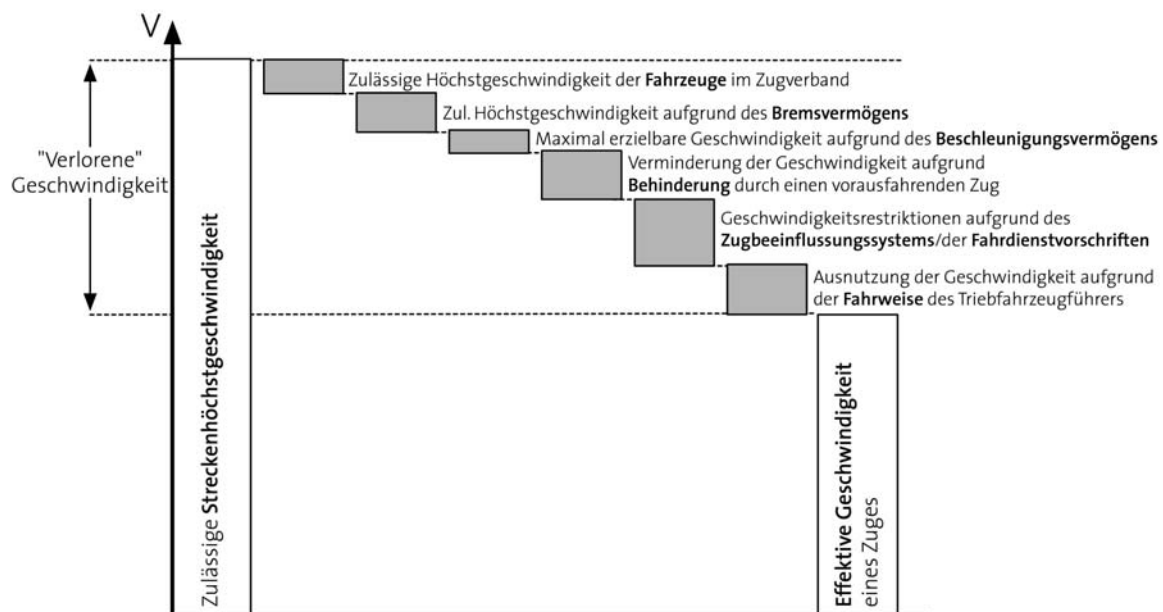 V
Zulässige Höchstgeschwindigkeit der Fahrzeuge im Zugverband
Zul. Höchstgeschwindigkeit aufgrund des Bremsvermögens
Maximal erzielbare Geschwindigkeit aufgrund des Beschleunigungsvermögens
"Verlorene"
Geschwindigkeit
Verminderung der Geschwindigkeit aufgrund
Behinderung durch einen vorausfahrenden Zug
Geschwindigkeitsrestriktionen aufgrund des
Zugbeeinflussungssystems/der Fahrdienstvorschriften
Ausnutzung der Geschwindigkeit aufgrund
der Fahrweise des Triebfahrzeugführers
Zulässige Streckenhöchstgeschwindigkeit
Effektive Geschwindigkeit
eines Zuges